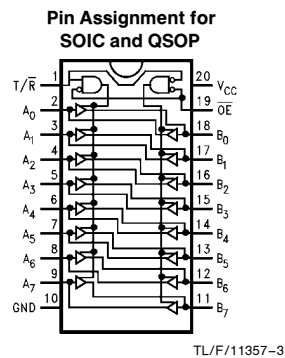 Pin Assignment for
SOIC and QSOP
T/R̅ 1 20 VCC
A0 2 19 O̅E̅
A1 3 18 B0
A2 4 17 B1
A3 5 16 B2
A4 6 15 B3
A5 7 14 B4
A6 8 13 B5
A7 9 12 B6
GND 10 11 B7
TL/F/11357–3